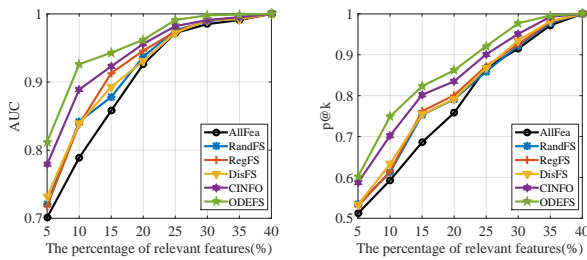 1
0.9
0.8
0.7
AUC
AllFea
RandFS
RegFS
DisFS
CINFO
ODEFS
5 10 15 20 25 30 35 40
The percentage of relevant features(%)
1
0.9
0.8
0.7
0.6
0.5
p@k
AllFea
RandFS
RegFS
DisFS
CINFO
ODEFS
5 10 15 20 25 30 35 40
The percentage of relevant features(%)